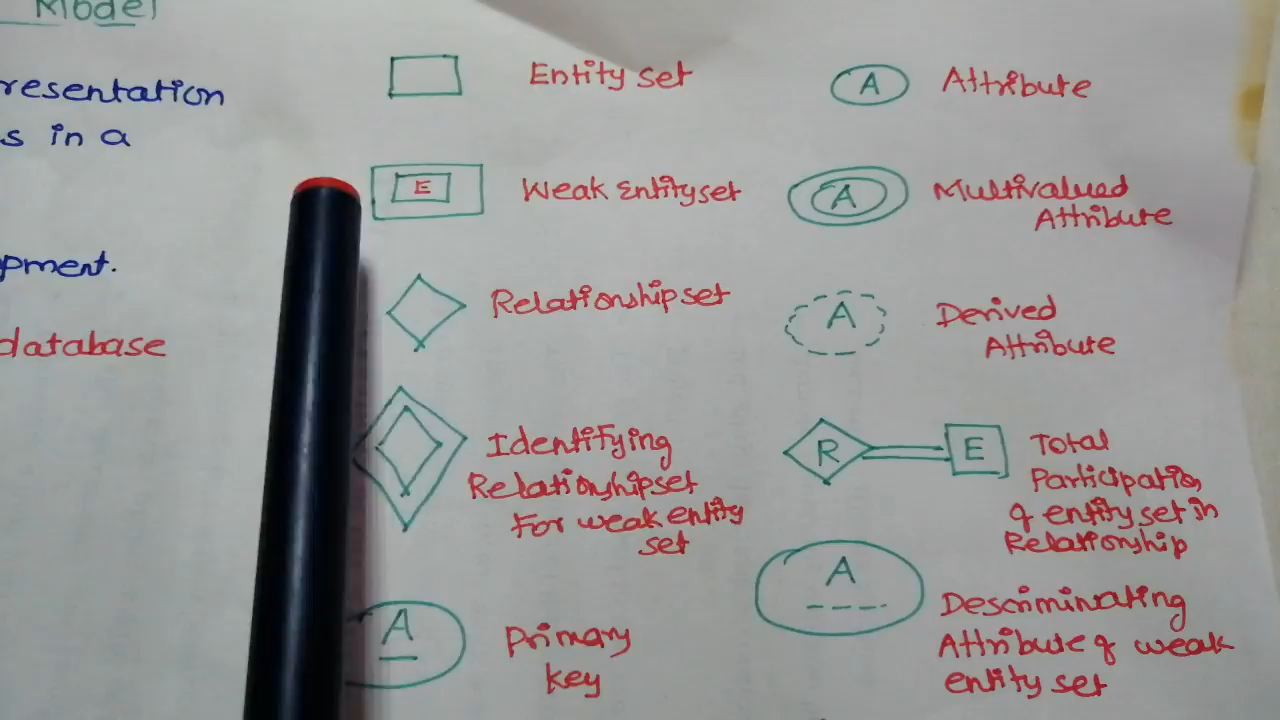 Model
resentation
s in a
pment.
database
Entity set
E
Weak Entityset
Relationshipset
Identifying
Relationshipset
For weak entity
set
A
Primary
key
A
Attribute
A
Multivalued
Attribute
A
Derived
Attribute
R
E
Total
Participation
of entity set in
Relationship
A
Descriminating
Attribute of weak
entity set